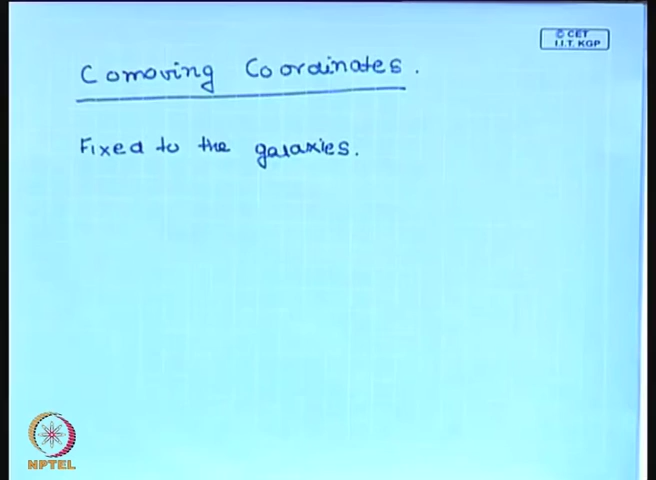 © CET
I.I.T. KGP
Comoving Coordinates.
Fixed to the galaxies.
NPTEL